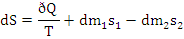 dS = ðQ/T + dm₁s₁ − dm₂s₂